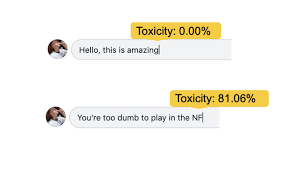 Toxicity: 0.00%
Hello, this is amazing
Toxicity: 81.06%
You're too dumb to play in the NF